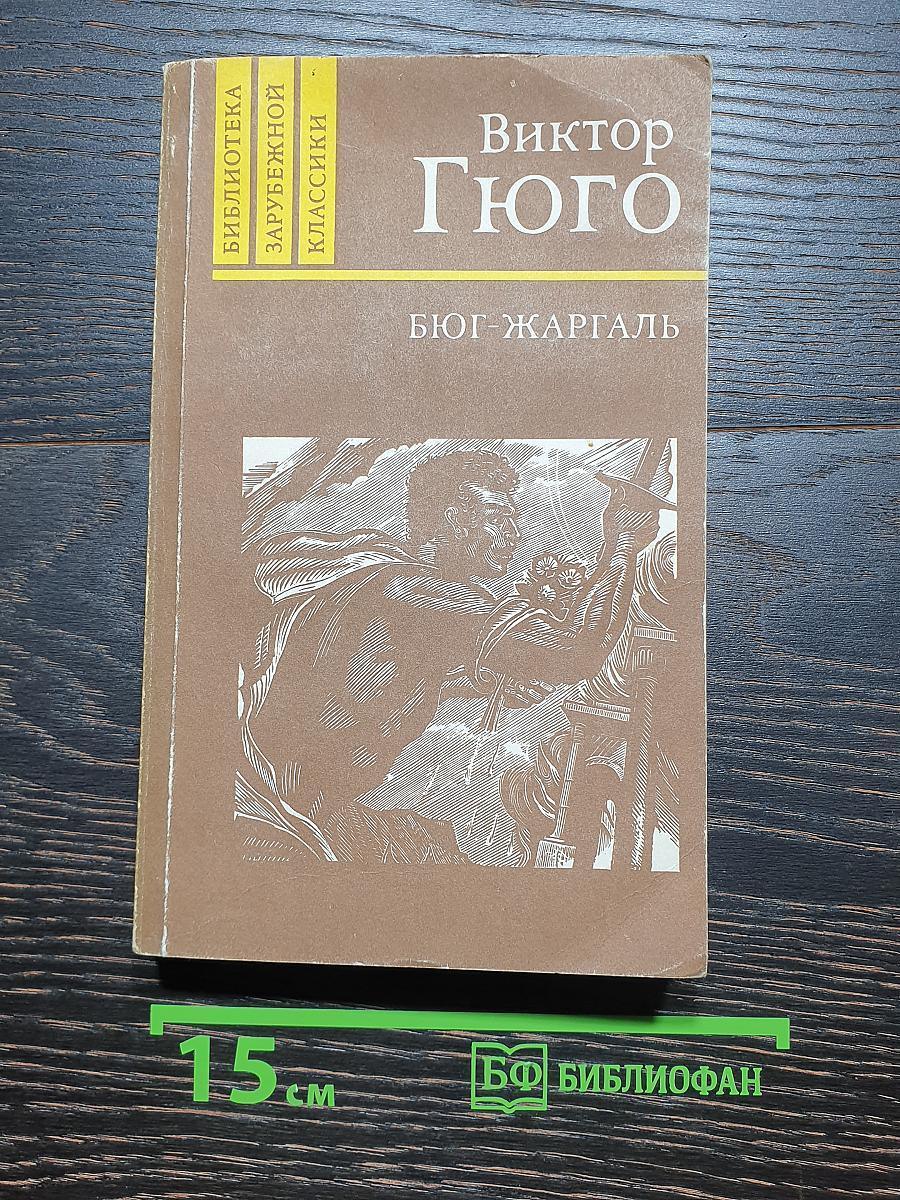 БИБЛИОТЕКА
ЗАРУБЕЖНОЙ
КЛАССИКИ
Виктор
Гюго
БЮГ-ЖАРГАЛЬ
15 см
БФ БИБЛИОФАН